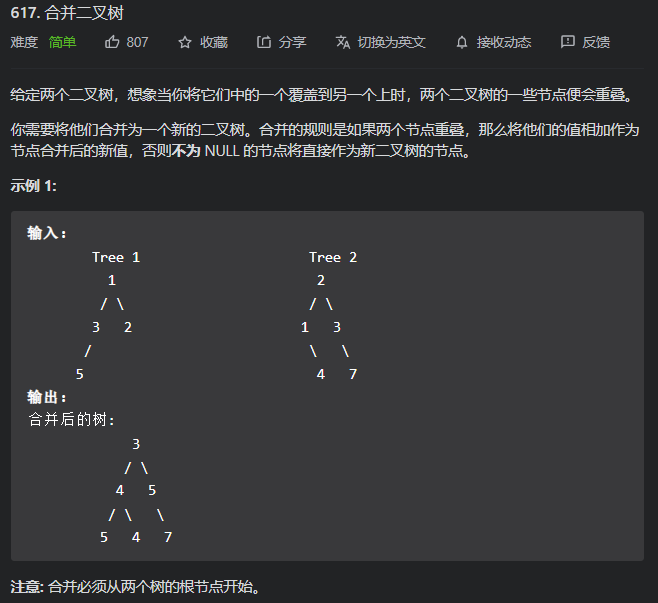 617. 合并二叉树
难度 简单 807 收藏 分享 切换为英文 接收动态 反馈
给定两个二叉树，想象当你将它们中的一个覆盖到另一个上时，两个二叉树的一些节点便会重叠。
你需要将他们合并为一个新的二叉树。合并的规则是如果两个节点重叠，那么将他们的值相加作为
节点合并后的新值，否则不为 NULL 的节点将直接作为新二叉树的节点。
示例 1:
输入:
Tree 1 Tree 2
1 2
/ \ / \
3 2 1 3
/ \ \
5 4 7
输出:
合并后的树:
3
/ \
4 5
/ \ \
5 4 7
注意: 合并必须从两个树的根节点开始。